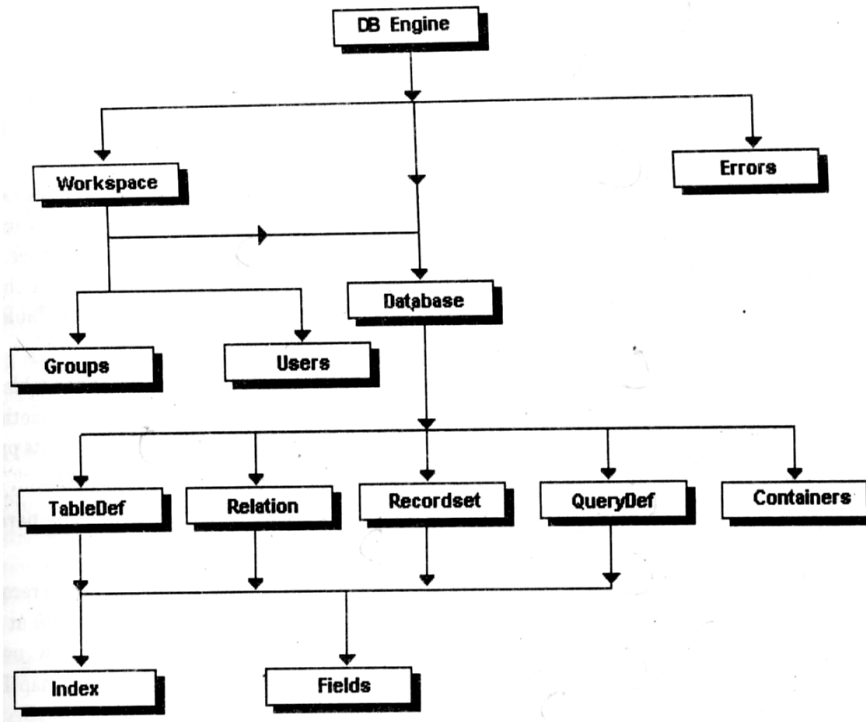 DB Engine
Workspace
Errors
Database
Groups
Users
TableDef
Relation
Recordset
QueryDef
Containers
Index
Fields